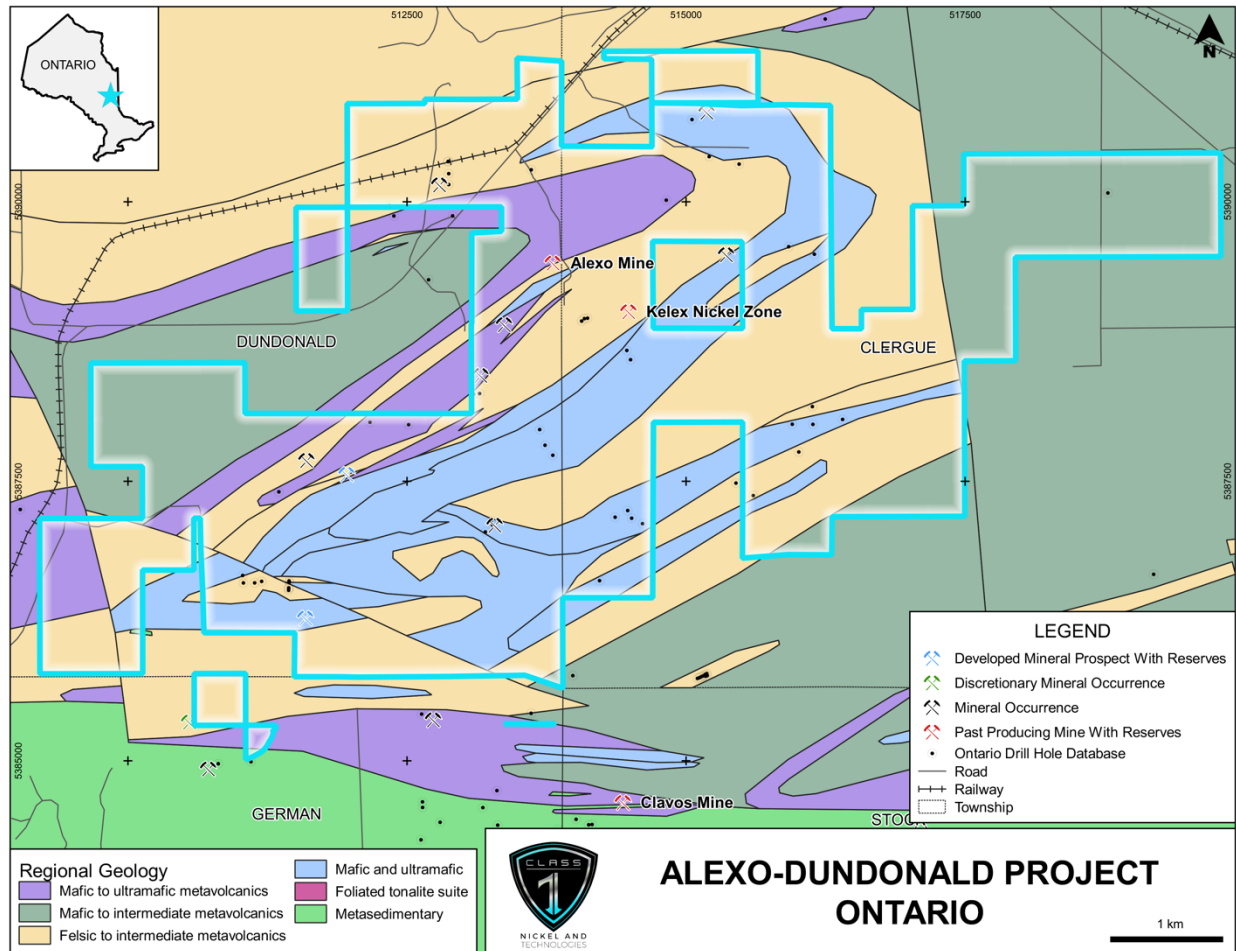 512500
515000
517500
ONTARIO
N
5390000
5390000
Alexo Mine
Kelex Nickel Zone
DUNDONALD
CLERGUE
5387500
5387500
LEGEND
Developed Mineral Prospect With Reserves
Discretionary Mineral Occurrence
Mineral Occurrence
Past Producing Mine With Reserves
Ontario Drill Hole Database
Road
Railway
Township
5385000
Clavos Mine
GERMAN
STOCK
Regional Geology
Mafic to ultramafic metavolcanics
Mafic to intermediate metavolcanics
Felsic to intermediate metavolcanics
Mafic and ultramafic
Foliated tonalite suite
Metasedimentary
CLASS
1
NICKEL AND
TECHNOLOGIES
ALEXO-DUNDONALD PROJECT
ONTARIO
1 km